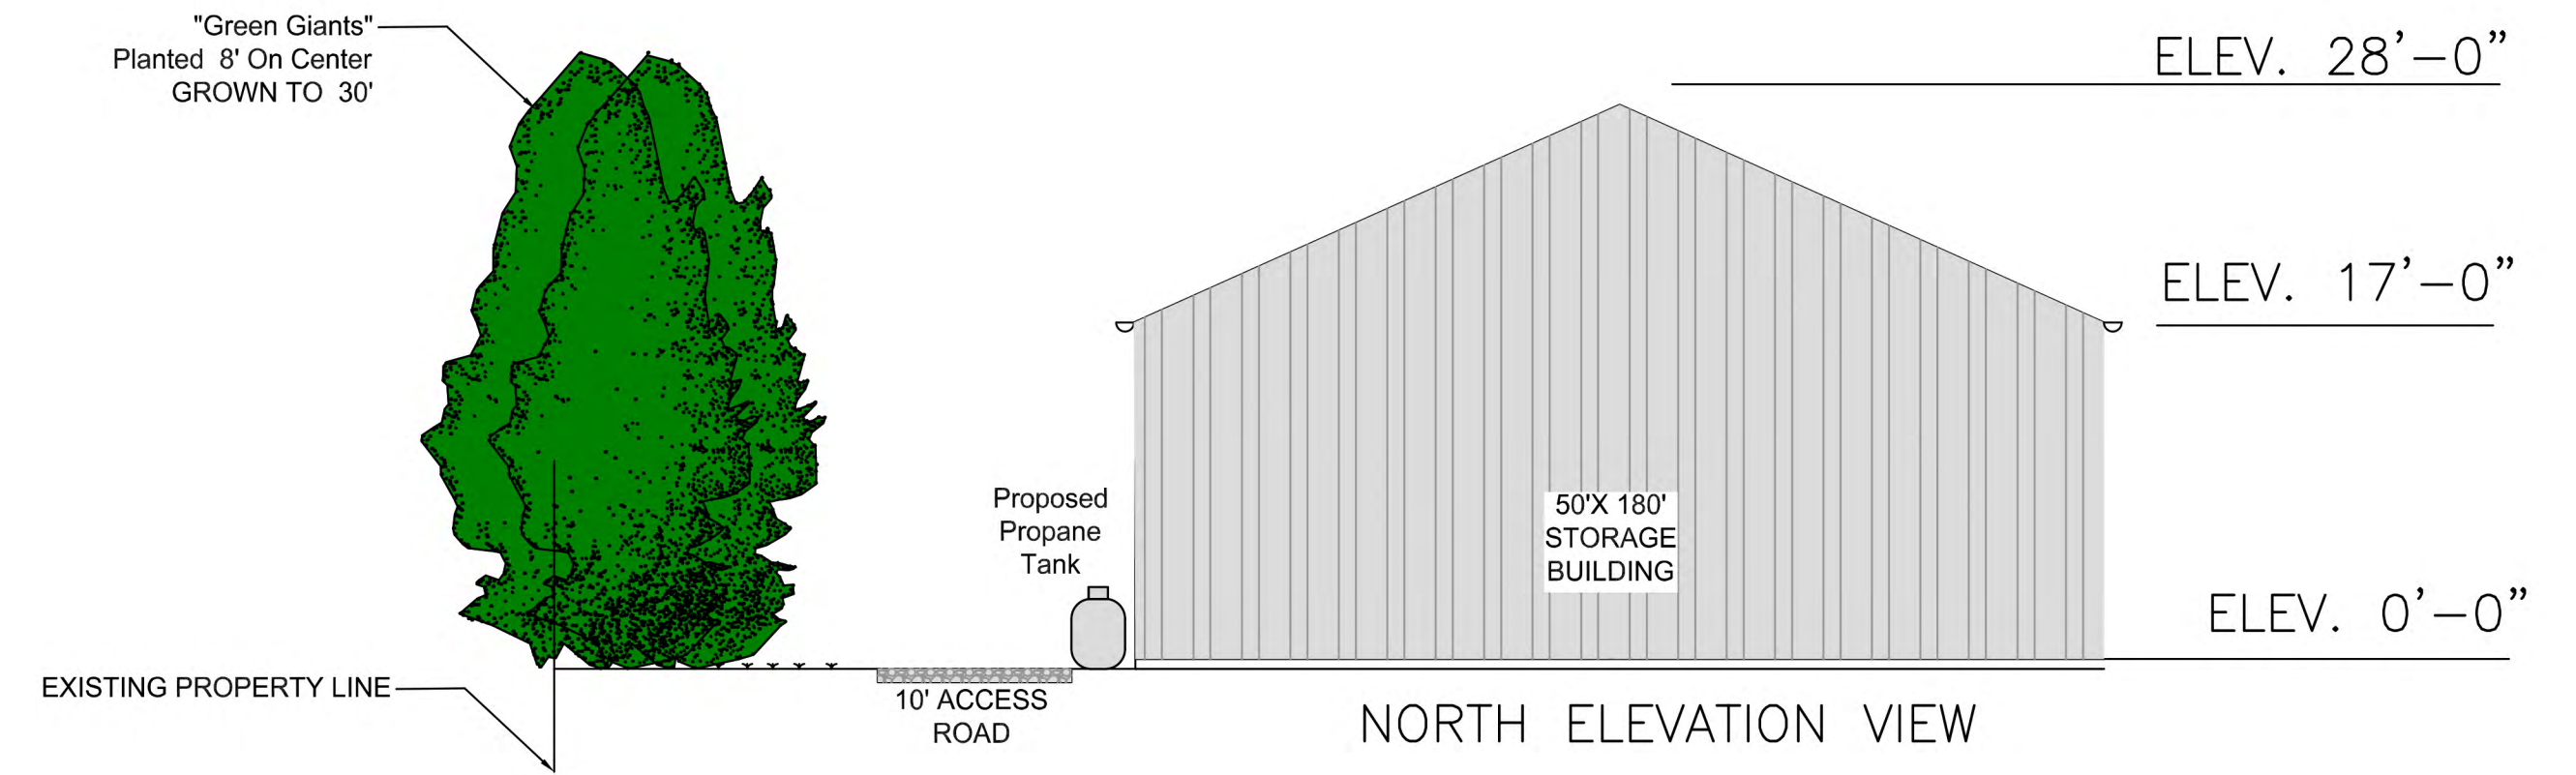 "Green Giants"
Planted 8' On Center
GROWN TO 30'
ELEV. 28'-0"
ELEV. 17'-0"
Proposed
Propane
Tank
50'X 180'
STORAGE
BUILDING
ELEV. 0'-0"
EXISTING PROPERTY LINE
10' ACCESS
ROAD
NORTH ELEVATION VIEW